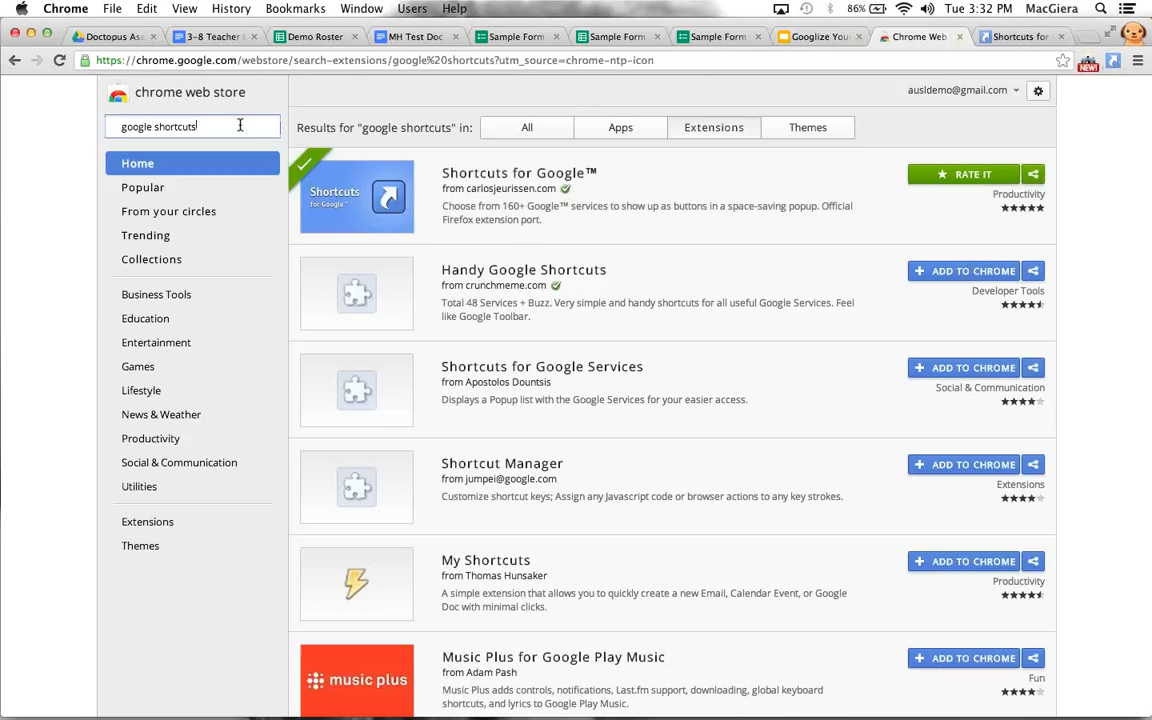 Chrome File Edit View History Bookmarks Window Users Help 86% Tue 3:32 PM MacGiera
Doctopus As 3-8 Teacher Demo Roster MH Test Doc Sample Form Sample Form Sample Form Googlize You Chrome Web Shortcuts for
https://chrome.google.com/webstore/search-extensions/google%20shortcuts?utm_source=chrome-ntp-icon NEW!
chrome web store ausldemo@gmail.com
google shortcuts Results for "google shortcuts" in: All Apps Extensions Themes
Home
Popular
From your circles
Trending
Collections
Business Tools
Education
Entertainment
Games
Lifestyle
News & Weather
Productivity
Social & Communication
Utilities
Extensions
Themes
Shortcuts
for Google™
Shortcuts for Google™
from carlosjeurissen.com
Choose from 160+ Google™ services to show up as buttons in a space-saving popup. Official
Firefox extension port.
RATE IT
Productivity
Handy Google Shortcuts
from crunchmeme.com
Total 48 Services + Buzz. Very simple and handy shortcuts for all useful Google Services. Feel
like Google Toolbar.
ADD TO CHROME
Developer Tools
Shortcuts for Google Services
from Apostolos Dountsis
Displays a Popup list with the Google Services for your easier access.
ADD TO CHROME
Social & Communication
Shortcut Manager
from jumpei@google.com
Customize shortcut keys; Assign any Javascript code or browser actions to any key strokes.
ADD TO CHROME
Extensions
My Shortcuts
from Thomas Hunsaker
A simple extension that allows you to quickly create a new Email, Calendar Event, or Google
Doc with minimal clicks.
ADD TO CHROME
Productivity
music plus
Music Plus for Google Play Music
from Adam Pash
Music Plus adds controls, notifications, Last.fm support, downloading, global keyboard
shortcuts, and lyrics to Google Play Music.
ADD TO CHROME
Fun